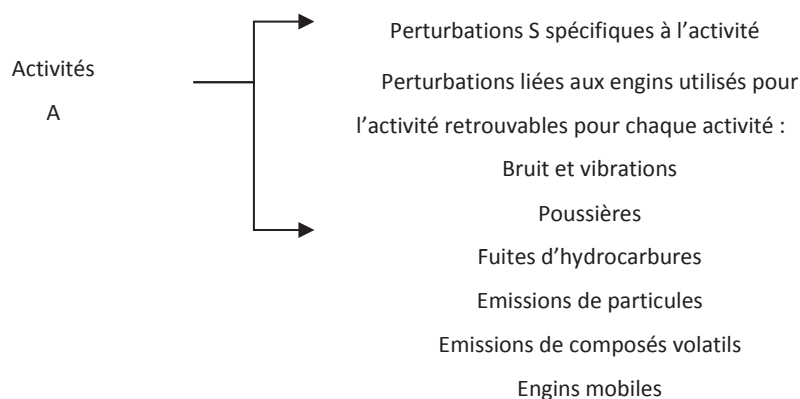 Activités
A
Perturbations S spécifiques à l’activité
Perturbations liées aux engins utilisés pour
l’activité retrouvables pour chaque activité :
Bruit et vibrations
Poussières
Fuites d’hydrocarbures
Emissions de particules
Emissions de composés volatils
Engins mobiles